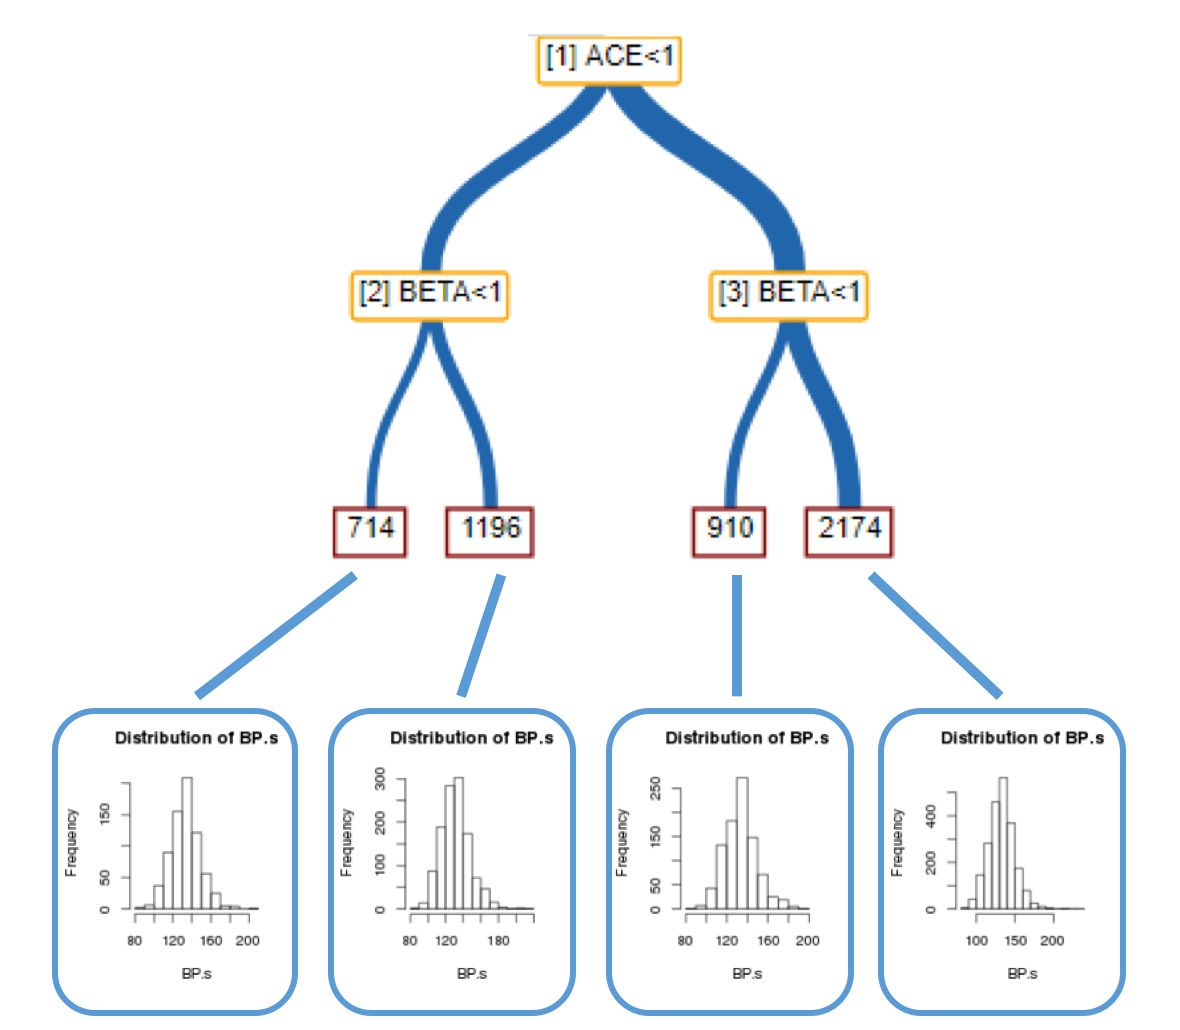 [1] ACE<1
[2] BETA<1
[3] BETA<1
714
1196
910
2174
Distribution of BP.s
Frequency
150
50
0
80 120 160 200
BP.s
Distribution of BP.s
Frequency
300
200
100
0
80 120 180
BP.s
Distribution of BP.s
Frequency
250
150
50
0
80 120 160 200
BP.s
Distribution of BP.s
Frequency
400
200
0
100 150 200
BP.s